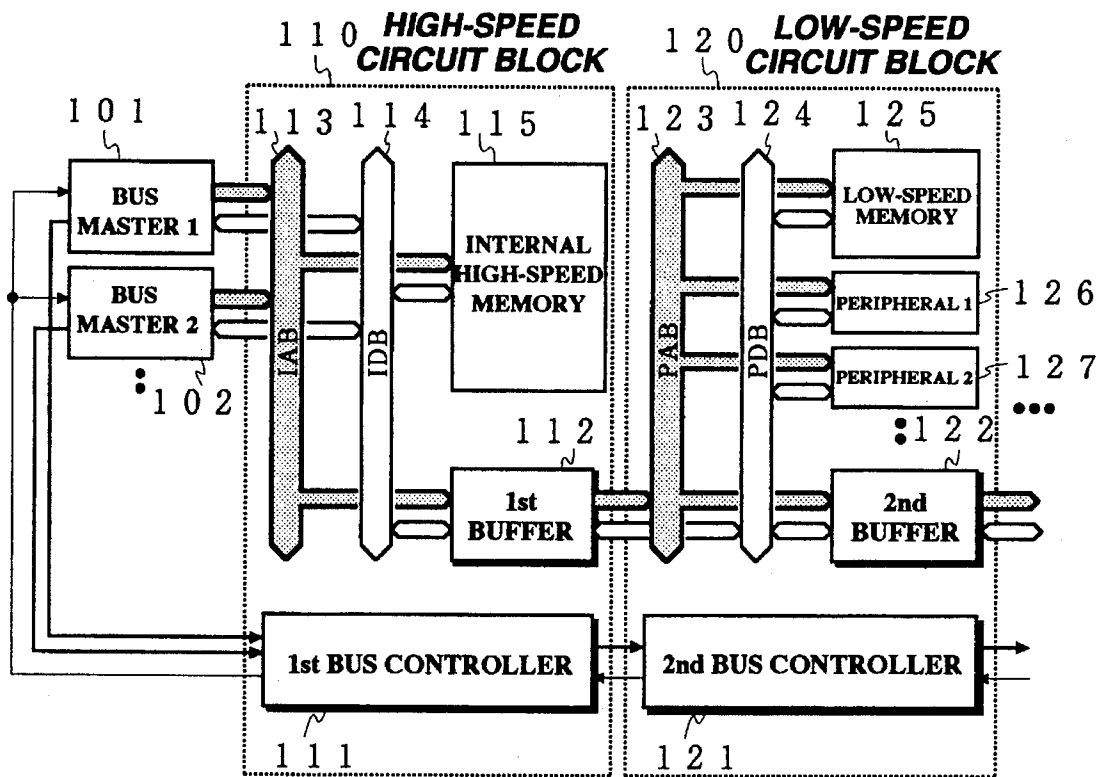 HIGH-SPEED
CIRCUIT BLOCK
LOW-SPEED
CIRCUIT BLOCK
110
120
101
113
114
115
123
124
125
BUS
MASTER 1
BUS
MASTER 2
102
IAB
IDB
INTERNAL
HIGH-SPEED
MEMORY
PAB
PDB
LOW-SPEED
MEMORY
PERIPHERAL 1
126
PERIPHERAL 2
127
112
122
1st
BUFFER
2nd
BUFFER
1st BUS CONTROLLER
2nd BUS CONTROLLER
111
121